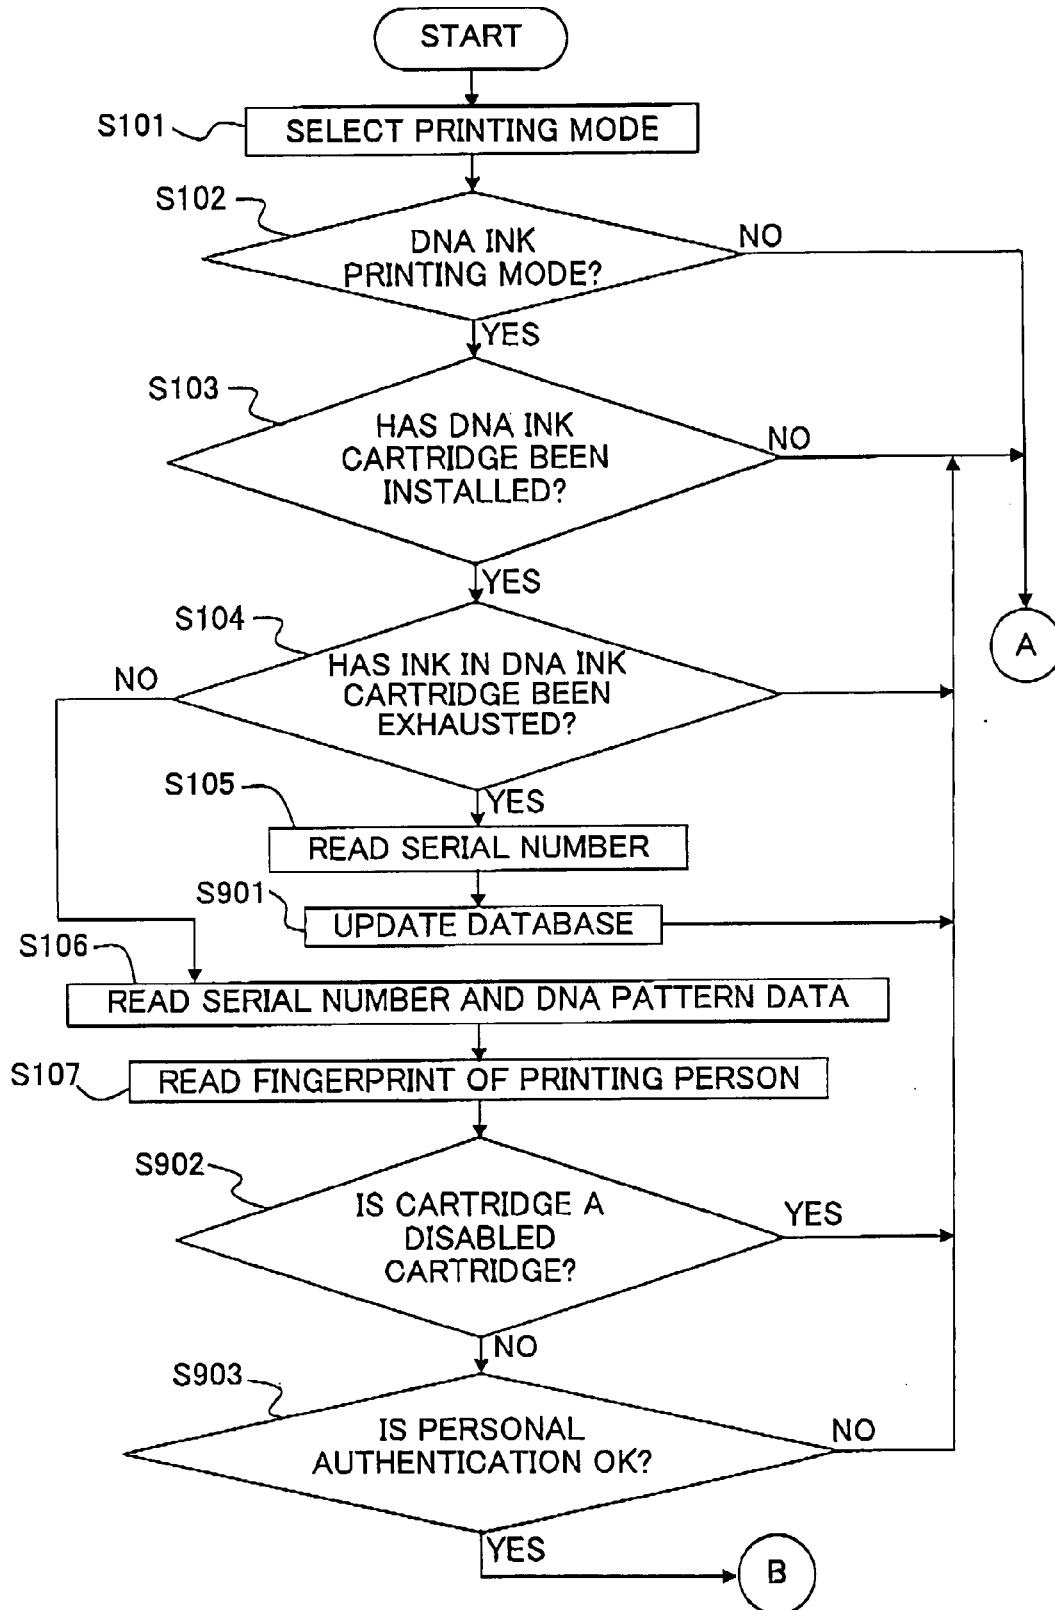 START
S101
SELECT PRINTING MODE
S102
DNA INK
PRINTING MODE?
NO
YES
S103
HAS DNA INK
CARTRIDGE BEEN
INSTALLED?
NO
YES
S104
HAS INK IN DNA INK
CARTRIDGE BEEN
EXHAUSTED?
NO
A
YES
S105
READ SERIAL NUMBER
S901
UPDATE DATABASE
S106
READ SERIAL NUMBER AND DNA PATTERN DATA
S107
READ FINGERPRINT OF PRINTING PERSON
S902
IS CARTRIDGE A
DISABLED
CARTRIDGE?
YES
NO
S903
IS PERSONAL
AUTHENTICATION OK?
NO
YES
B